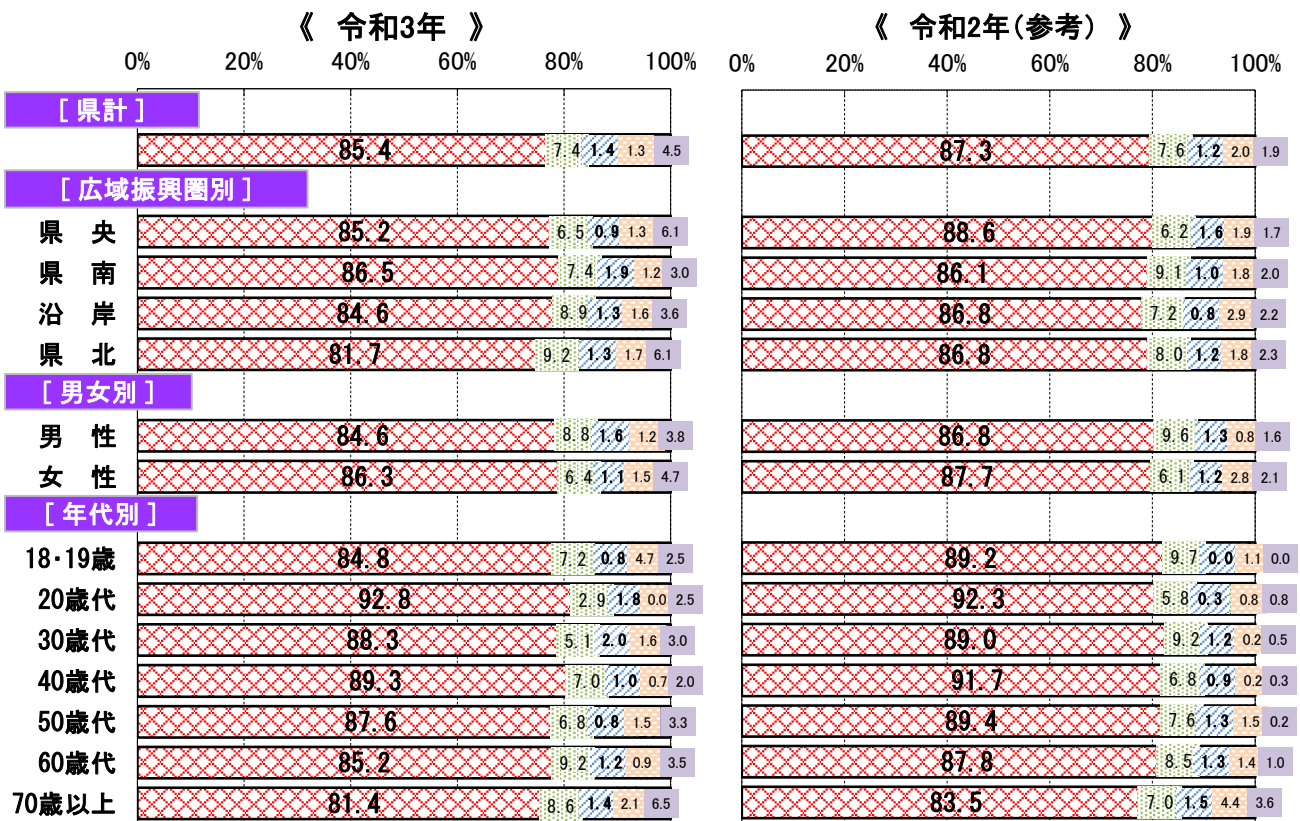 《 令和3年 》 《 令和2年(参考) 》
0% 20% 40% 60% 80% 100% 0% 20% 40% 60% 80% 100%
[ 県計 ]
85.4 7.4 1.4 1.3 4.5 87.3 7.6 1.2 2.0 1.9
[ 広域振興圏別 ]
県 央 85.2 6.5 0.9 1.3 6.1 88.6 6.2 1.6 1.9 1.7
県 南 86.5 7.4 1.9 1.2 3.0 86.1 9.1 1.0 1.8 2.0
沿 岸 84.6 8.9 1.3 1.6 3.6 86.8 7.2 0.8 2.9 2.2
県 北 81.7 9.2 1.3 1.7 6.1 86.8 8.0 1.2 1.8 2.3
[ 男女別 ]
男 性 84.6 8.8 1.6 1.2 3.8 86.8 9.6 1.3 0.8 1.6
女 性 86.3 6.4 1.1 1.5 4.7 87.7 6.1 1.2 2.8 2.1
[ 年代別 ]
18・19歳 84.8 7.2 0.8 4.7 2.5 89.2 9.7 0.0 1.1 0.0
20歳代 92.8 2.9 1.8 0.0 2.5 92.3 5.8 0.3 0.8 0.8
30歳代 88.3 5.1 2.0 1.6 3.0 89.0 9.2 1.2 0.2 0.5
40歳代 89.3 7.0 1.0 0.7 2.0 91.7 6.8 0.9 0.2 0.3
50歳代 87.6 6.8 0.8 1.5 3.3 89.4 7.6 1.3 1.5 0.2
60歳代 85.2 9.2 1.2 0.9 3.5 87.8 8.5 1.3 1.4 1.0
70歳以上 81.4 8.6 1.4 2.1 6.5 83.5 7.0 1.5 4.4 3.6